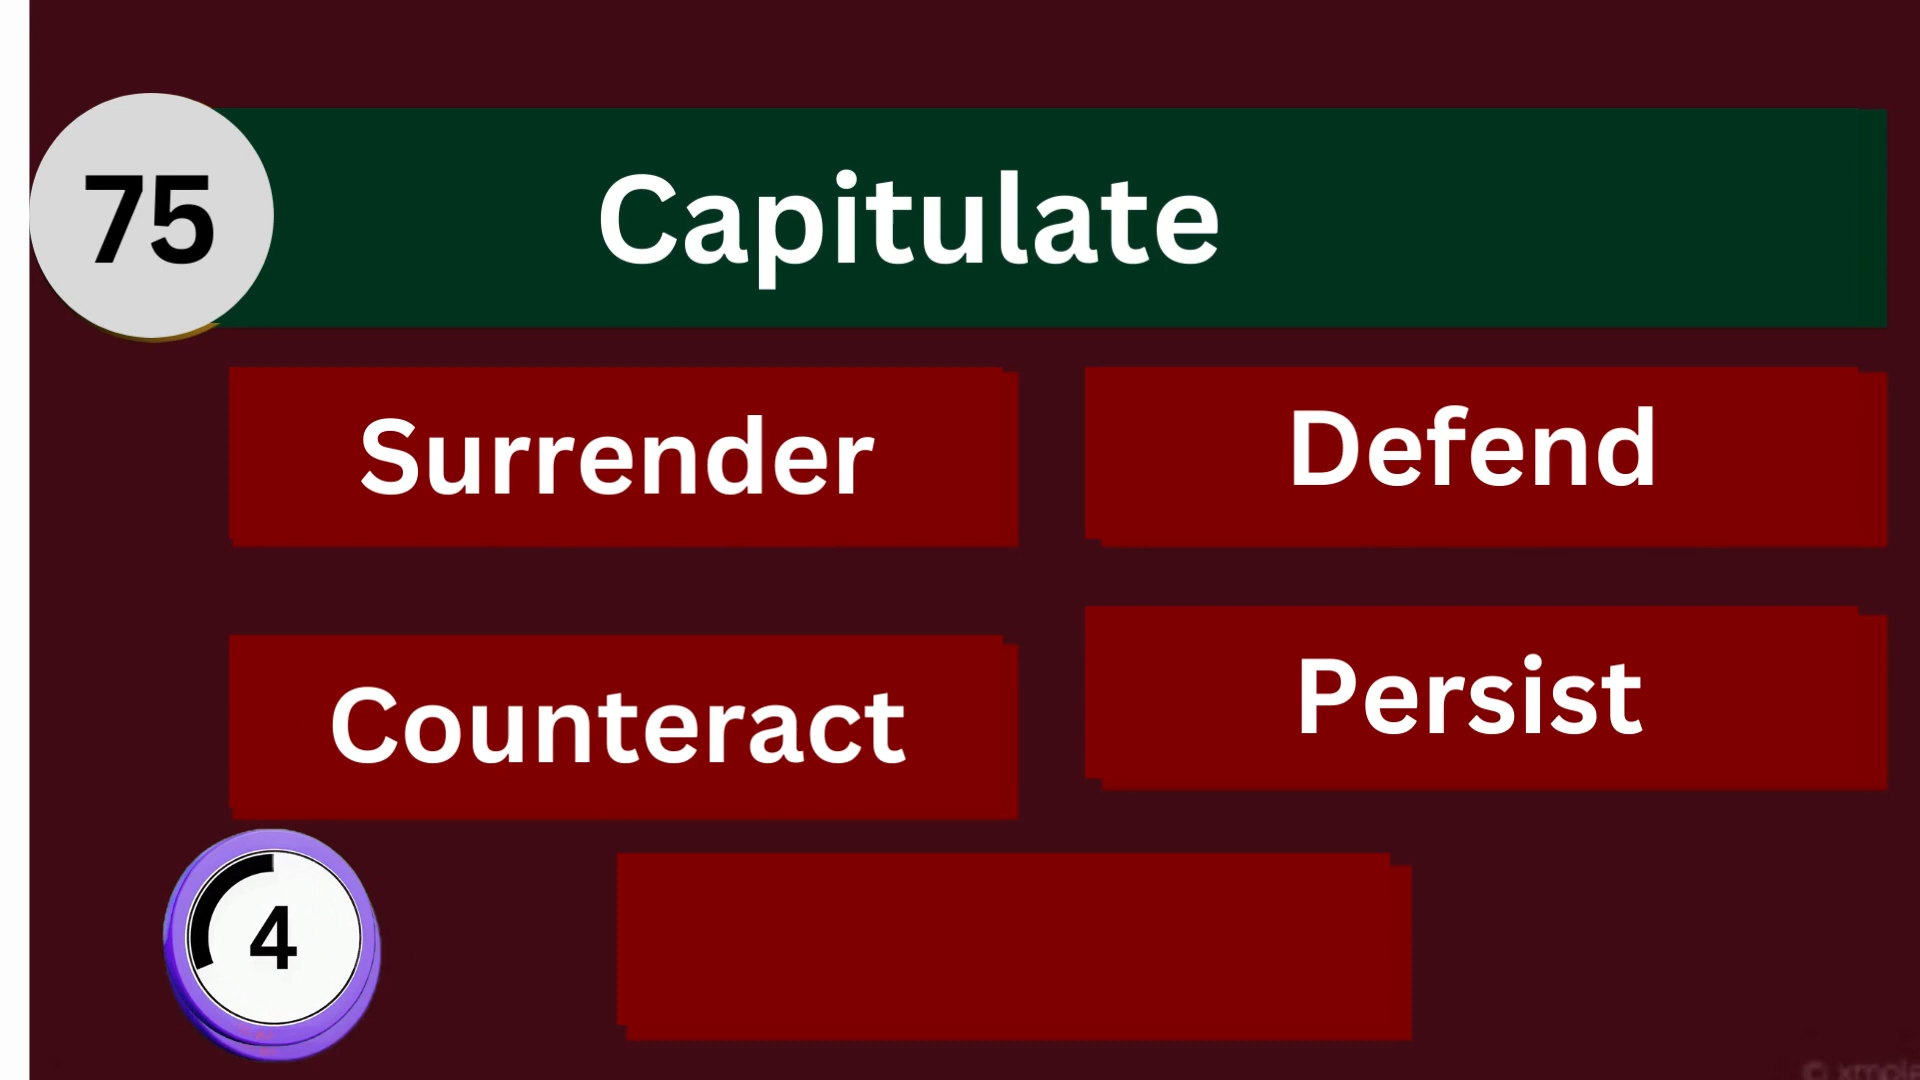 75
Capitulate
Surrender
Defend
Counteract
Persist
4